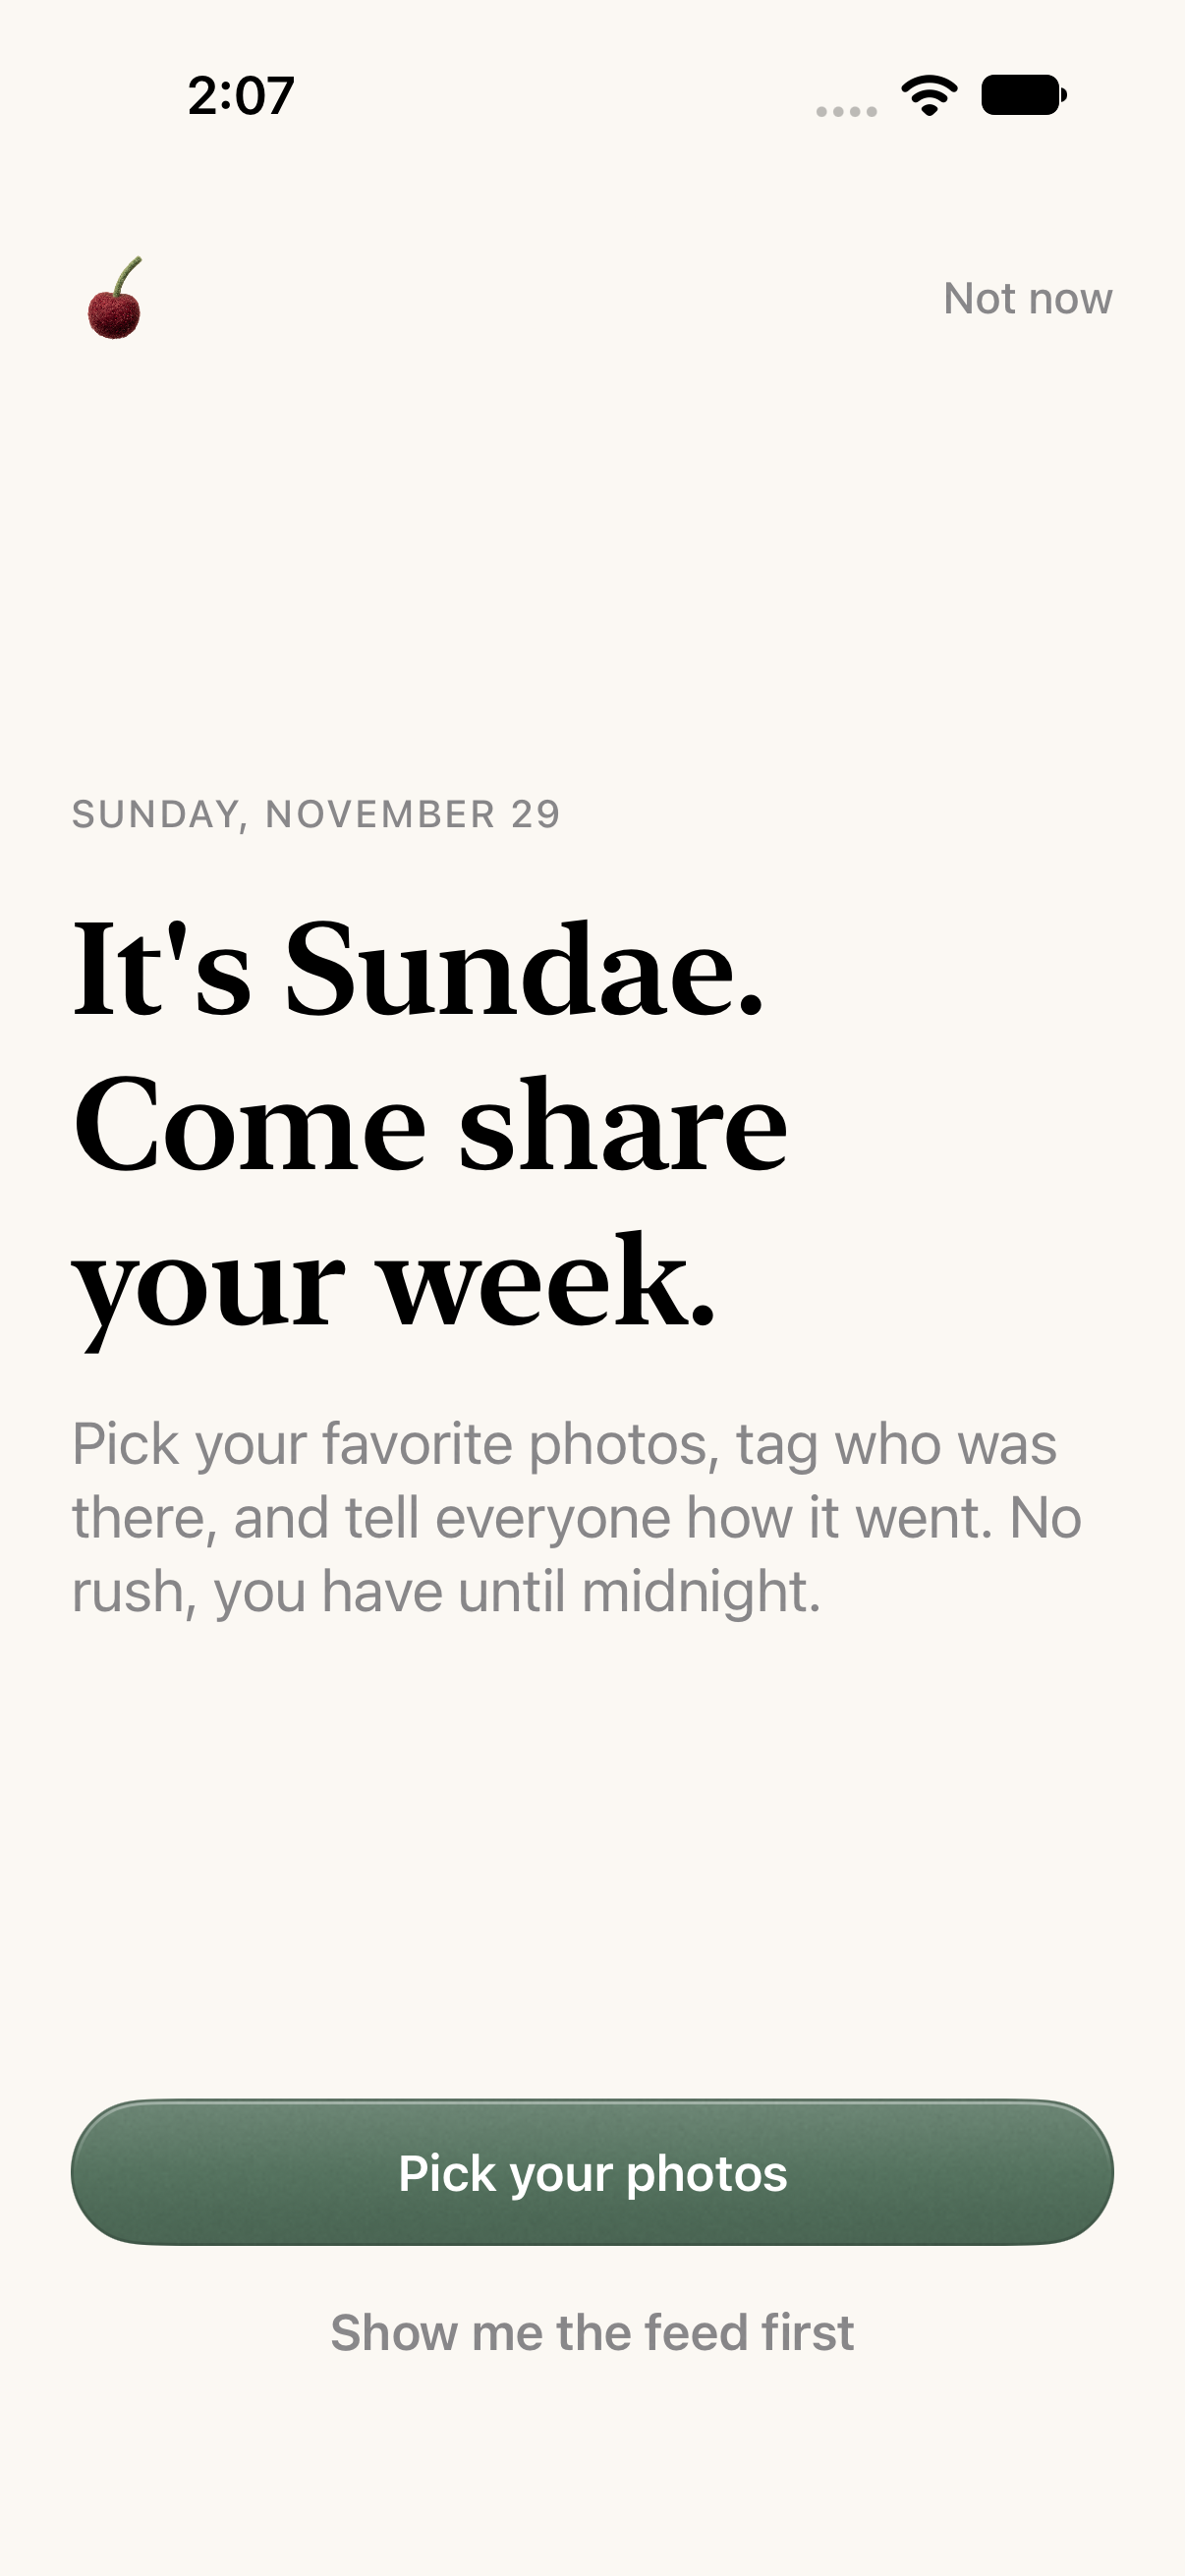 2:07
Not now
SUNDAY, NOVEMBER 29
It's Sundae.
Come share
your week.
Pick your favorite photos, tag who was
there, and tell everyone how it went. No
rush, you have until midnight.
Pick your photos
Show me the feed first